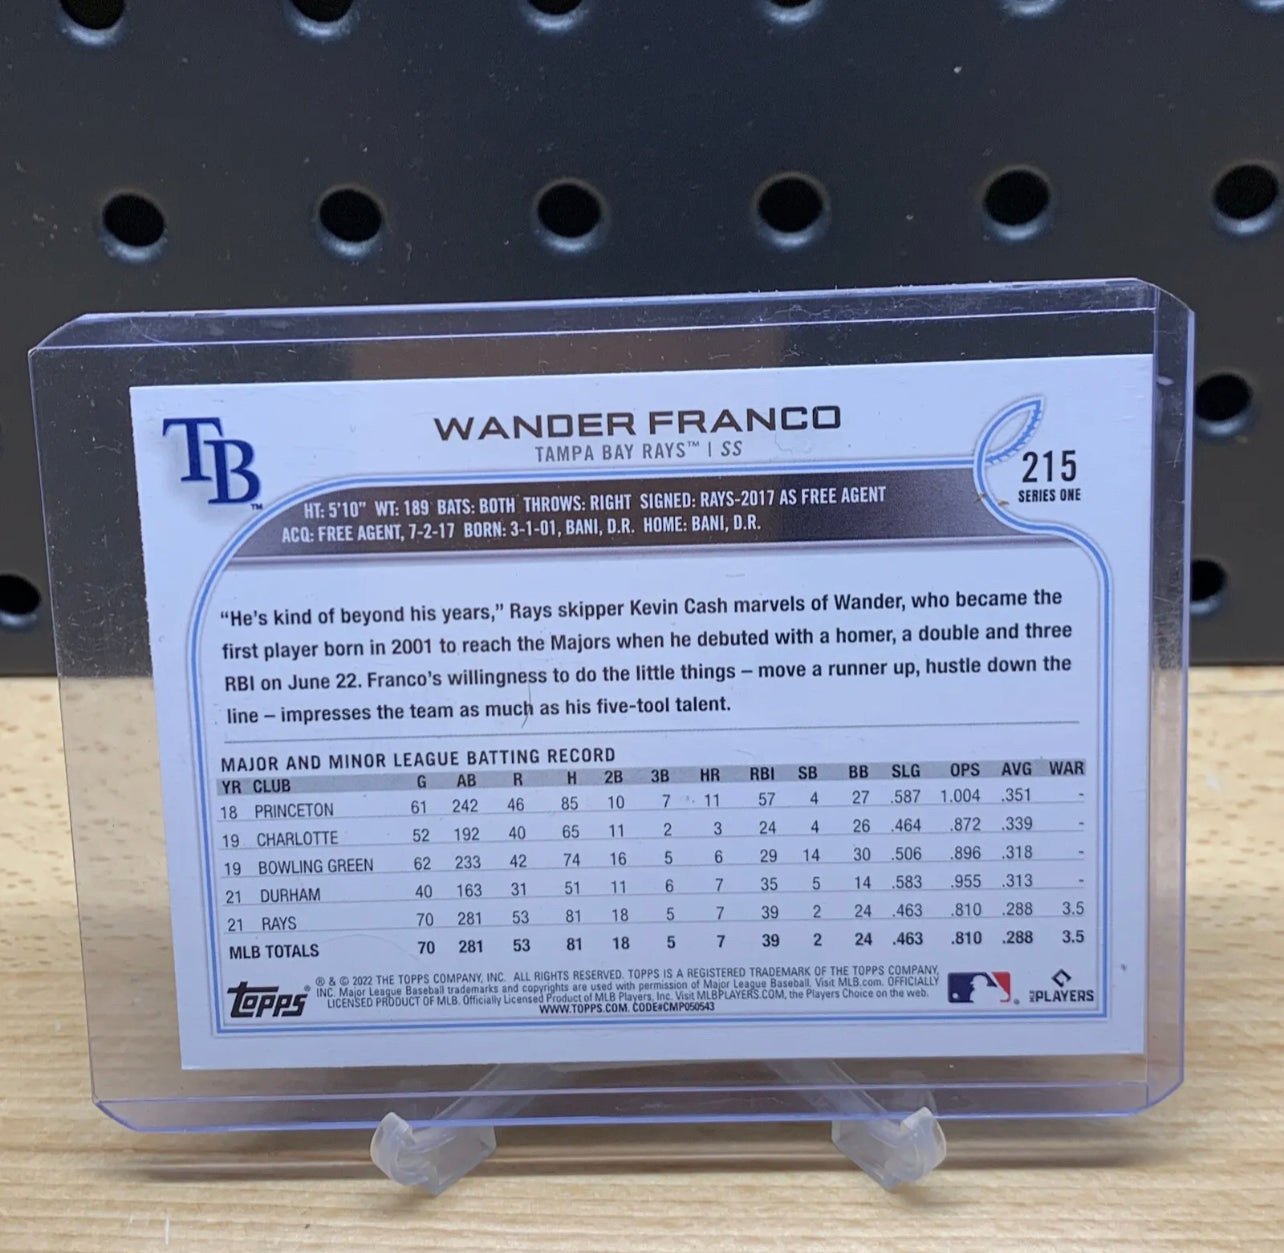 TB™
WANDER FRANCO
TAMPA BAY RAYS™ | SS
215
SERIES ONE
HT: 5'10" WT: 189 BATS: BOTH THROWS: RIGHT SIGNED: RAYS-2017 AS FREE AGENT
ACQ: FREE AGENT, 7-2-17 BORN: 3-1-01, BANI, D.R. HOME: BANI, D.R.
“He’s kind of beyond his years,” Rays skipper Kevin Cash marvels of Wander, who became the
first player born in 2001 to reach the Majors when he debuted with a homer, a double and three
RBI on June 22. Franco’s willingness to do the little things – move a runner up, hustle down the
line – impresses the team as much as his five-tool talent.
MAJOR AND MINOR LEAGUE BATTING RECORD
YR CLUB G AB R H 2B 3B HR RBI SB BB SLG OPS AVG WAR
18 PRINCETON 61 242 46 85 10 7 11 57 4 27 .587 1.004 .351 -
19 CHARLOTTE 52 192 40 65 11 2 3 24 4 26 .464 .872 .339 -
19 BOWLING GREEN 62 233 42 74 16 5 6 29 14 30 .506 .896 .318 -
21 DURHAM 40 163 31 51 11 6 7 35 5 14 .583 .955 .313 -
21 RAYS 70 281 53 81 18 5 7 39 2 24 .463 .810 .288 3.5
MLB TOTALS 70 281 53 81 18 5 7 39 2 24 .463 .810 .288 3.5
topps®
® & © 2022 THE TOPPS COMPANY, INC. ALL RIGHTS RESERVED. TOPPS IS A REGISTERED TRADEMARK OF THE TOPPS COMPANY,
INC. Major League Baseball trademarks and copyrights are used with permission of Major League Baseball. Visit MLB.com. OFFICIALLY
LICENSED PRODUCT OF MLB. Officially Licensed Product of MLB Players, Inc. Visit MLBPLAYERS.COM, the Players Choice on the web.
WWW.TOPPS.COM. CODE#CMP050543
PLAYERS